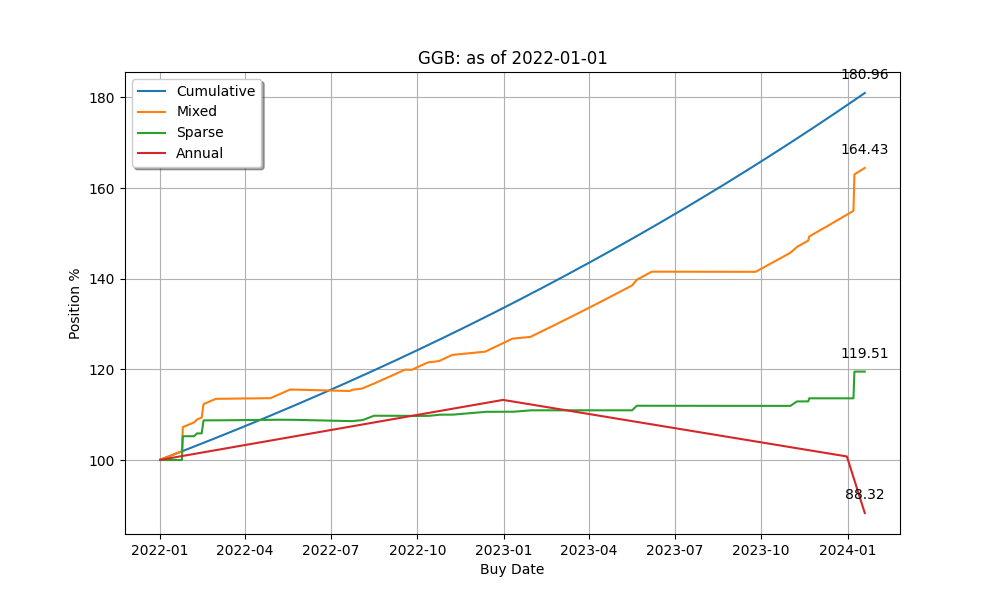 GGB: as of 2022-01-01
180.96
Cumulative
Mixed
Sparse
Annual
164.43
119.51
88.32
180
160
140
120
100
Position %
2022-01 2022-04 2022-07 2022-10 2023-01 2023-04 2023-07 2023-10 2024-01
Buy Date